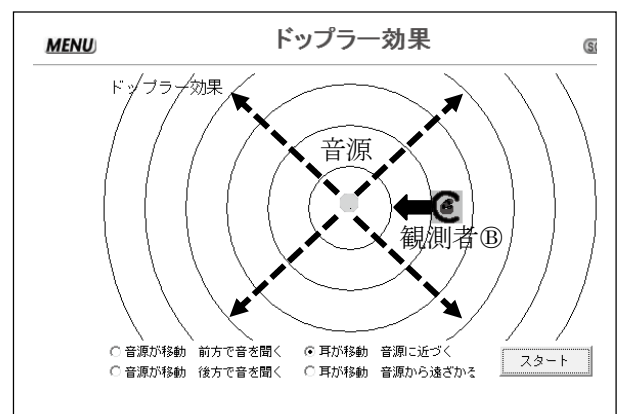 MENU
ドップラー効果
ドップラー効果
音源
観測者Ⓑ
音源が移動 前方で音を聞く
耳が移動 音源に近づく
音源が移動 後方で音を聞く
耳が移動 音源から遠ざかる
スタート